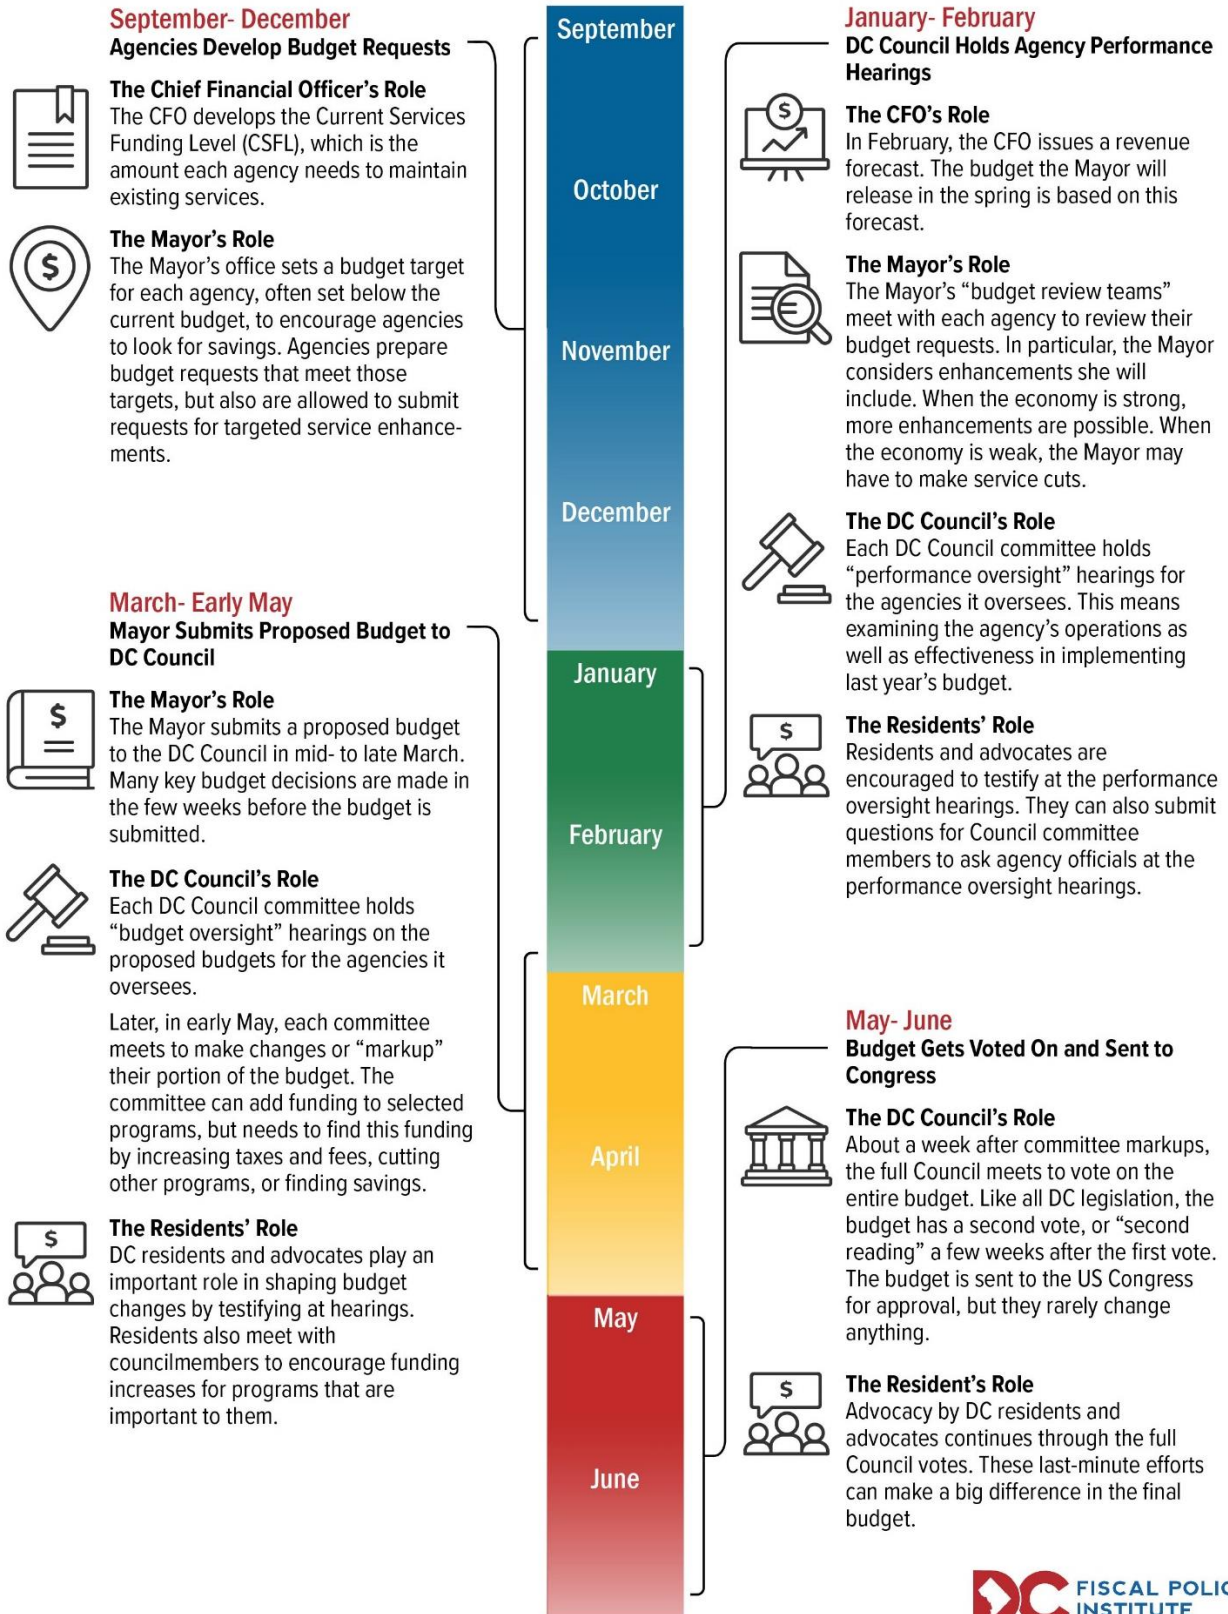 September- December
Agencies Develop Budget Requests
The Chief Financial Officer's Role
The CFO develops the Current Services
Funding Level (CSFL), which is the
amount each agency needs to maintain
existing services.
The Mayor's Role
The Mayor's office sets a budget target
for each agency, often set below the
current budget, to encourage agencies
to look for savings. Agencies prepare
budget requests that meet those
targets, but also are allowed to submit
requests for targeted service enhance-
ments.
September
October
November
December
January- February
DC Council Holds Agency Performance
Hearings
The CFO's Role
In February, the CFO issues a revenue
forecast. The budget the Mayor will
release in the spring is based on this
forecast.
The Mayor's Role
The Mayor's “budget review teams”
meet with each agency to review their
budget requests. In particular, the Mayor
considers enhancements she will
include. When the economy is strong,
more enhancements are possible. When
the economy is weak, the Mayor may
have to make service cuts.
The DC Council's Role
Each DC Council committee holds
“performance oversight” hearings for
the agencies it oversees. This means
examining the agency's operations as
well as effectiveness in implementing
last year's budget.
The Residents' Role
Residents and advocates are
encouraged to testify at the performance
oversight hearings. They can also submit
questions for Council committee
members to ask agency officials at the
performance oversight hearings.
January
February
March- Early May
Mayor Submits Proposed Budget to
DC Council
The Mayor's Role
The Mayor submits a proposed budget
to the DC Council in mid- to late March.
Many key budget decisions are made in
the few weeks before the budget is
submitted.
The DC Council's Role
Each DC Council committee holds
“budget oversight” hearings on the
proposed budgets for the agencies it
oversees.
Later, in early May, each committee
meets to make changes or “markup”
their portion of the budget. The
committee can add funding to selected
programs, but needs to find this funding
by increasing taxes and fees, cutting
other programs, or finding savings.
The Residents' Role
DC residents and advocates play an
important role in shaping budget
changes by testifying at hearings.
Residents also meet with
councilmembers to encourage funding
increases for programs that are
important to them.
March
April
May- June
Budget Gets Voted On and Sent to
Congress
The DC Council's Role
About a week after committee markups,
the full Council meets to vote on the
entire budget. Like all DC legislation, the
budget has a second vote, or “second
reading” a few weeks after the first vote.
The budget is sent to the US Congress
for approval, but they rarely change
anything.
The Resident's Role
Advocacy by DC residents and
advocates continues through the full
Council votes. These last-minute efforts
can make a big difference in the final
budget.
May
June
$
$
$
$
$
$
DC FISCAL POLIC
INSTITUTE